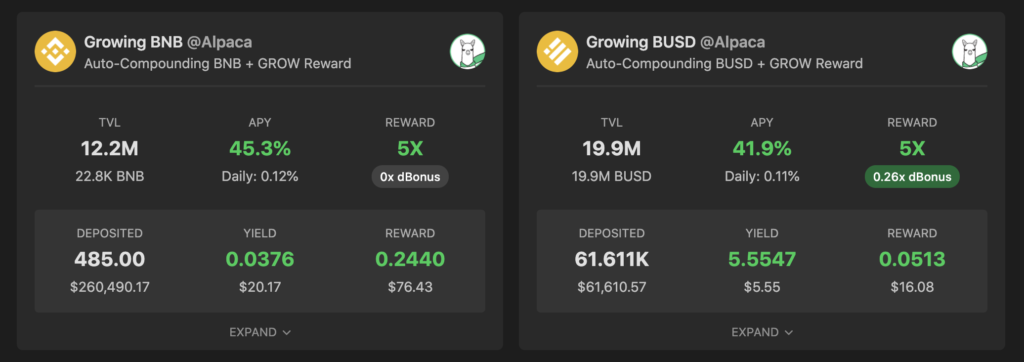 Growing BNB @Alpaca
Auto-Compounding BNB + GROW Reward
TVL APY REWARD
12.2M 45.3% 5X
22.8K BNB Daily: 0.12% 0x dBonus
DEPOSITED YIELD REWARD
485.00 0.0376 0.2440
$260,490.17 $20.17 $76.43
EXPAND
Growing BUSD @Alpaca
Auto-Compounding BUSD + GROW Reward
TVL APY REWARD
19.9M 41.9% 5X
19.9M BUSD Daily: 0.11% 0.26x dBonus
DEPOSITED YIELD REWARD
61.611K 5.5547 0.0513
$61,610.57 $5.55 $16.08
EXPAND